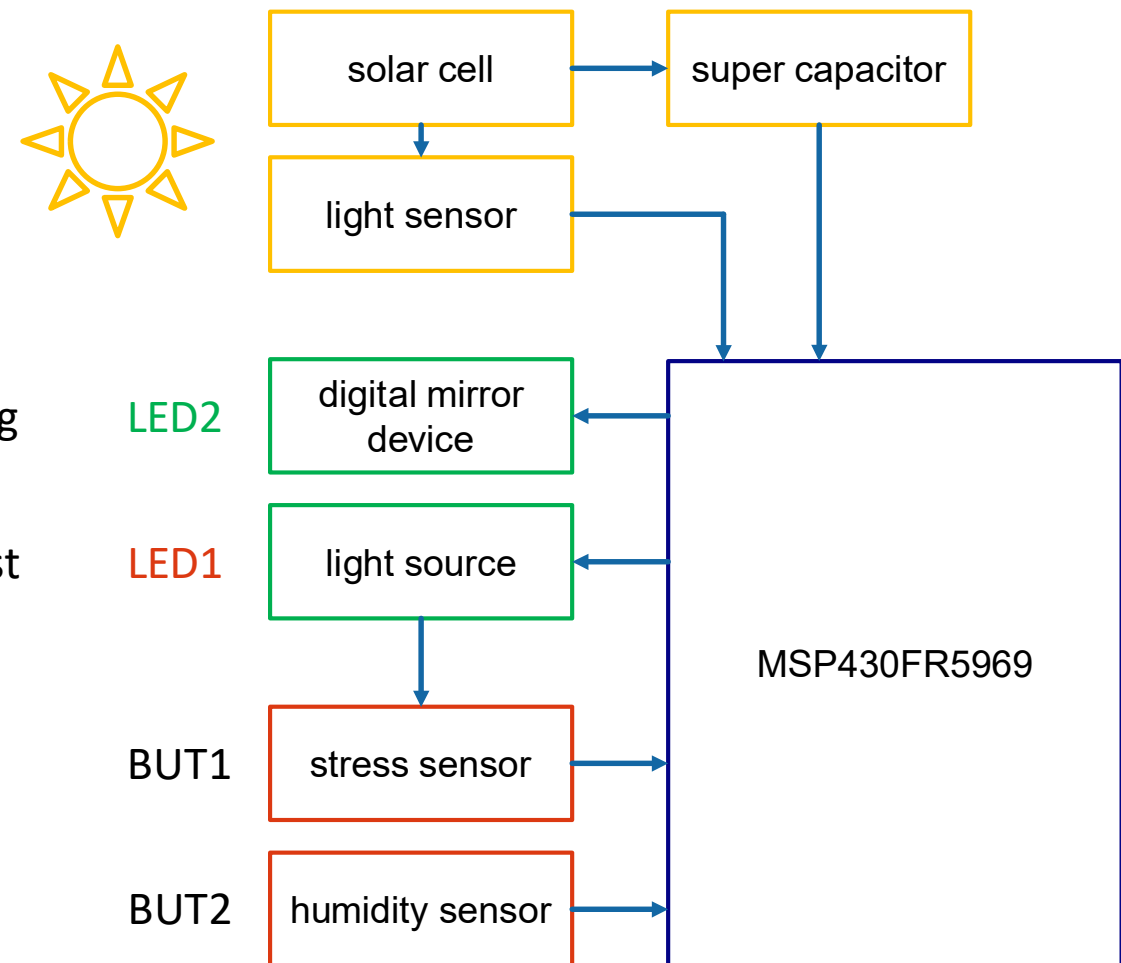 solar cell
super capacitor
light sensor
g
LED2
digital mirror
device
st
LED1
light source
MSP430FR5969
BUT1
stress sensor
BUT2
humidity sensor